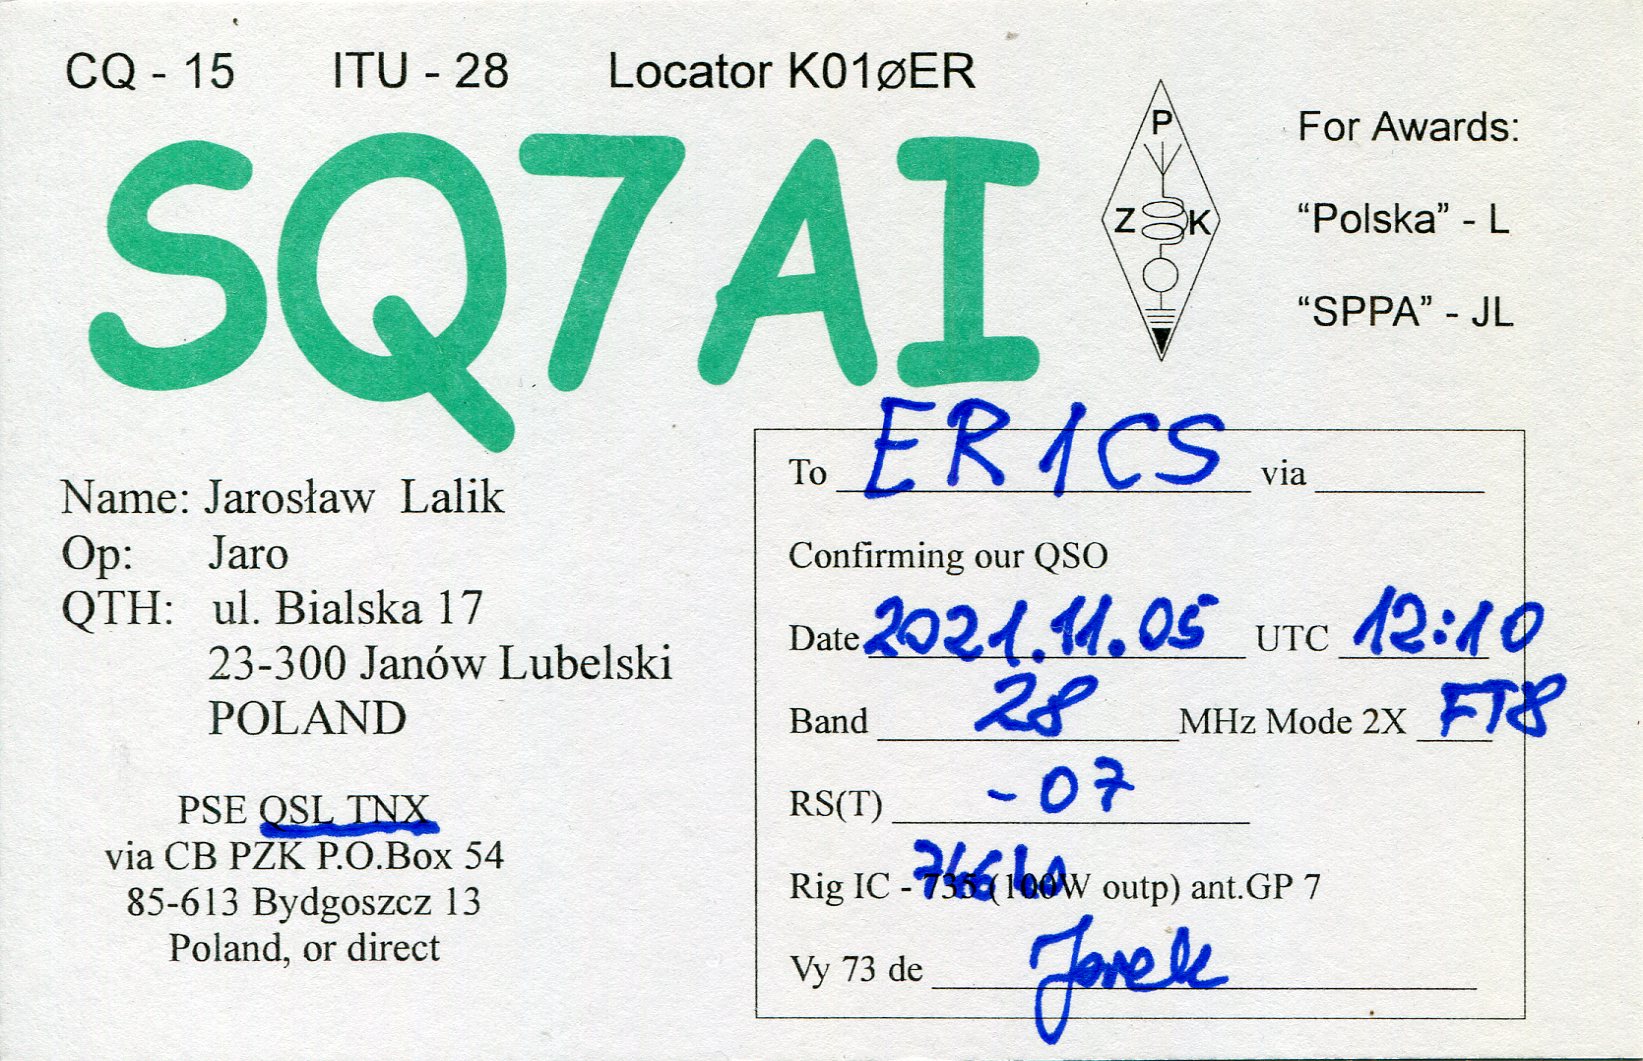 CQ - 15 ITU - 28 Locator K01øER
SQ7AI
P
Z K
For Awards:
“Polska” - L
“SPPA” - JL
Name: Jarosław Lalik
Op: Jaro
QTH: ul. Bialska 17
23-300 Janów Lubelski
POLAND
PSE QSL TNX
via CB PZK P.O.Box 54
85-613 Bydgoszcz 13
Poland, or direct
To ER1CS via
Confirming our QSO
Date 2021.11.05 UTC 12:10
Band 28 MHz Mode 2X FT8
RS(T) -07
Rig IC - 735 (100W outp) ant.GP 7
Vy 73 de Jarek